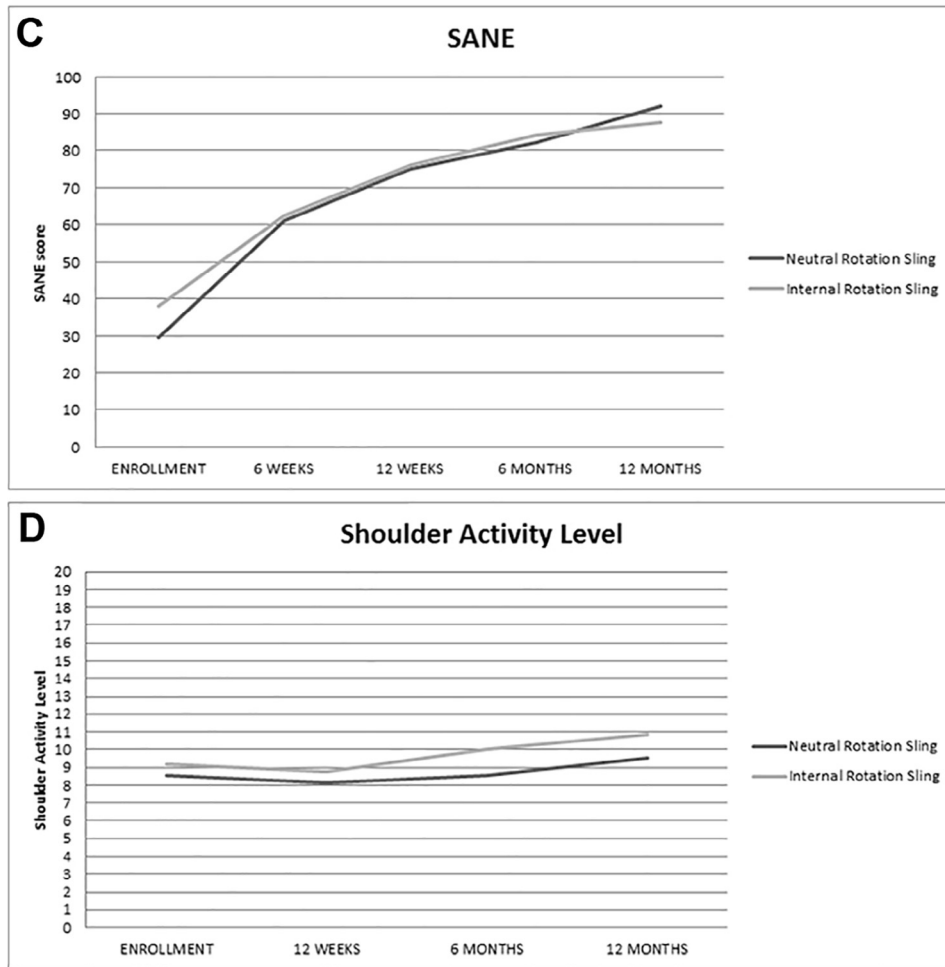 C
SANE
100
90
80
70
60
50
40
30
20
10
0
SANE score
ENROLLMENT 6 WEEKS 12 WEEKS 6 MONTHS 12 MONTHS
Neutral Rotation Sling
Internal Rotation Sling
D
Shoulder Activity Level
20
19
18
17
16
15
14
13
12
11
10
9
8
7
6
5
4
3
2
1
0
Shoulder Activity Level
ENROLLMENT 12 WEEKS 6 MONTHS 12 MONTHS
Neutral Rotation Sling
Internal Rotation Sling